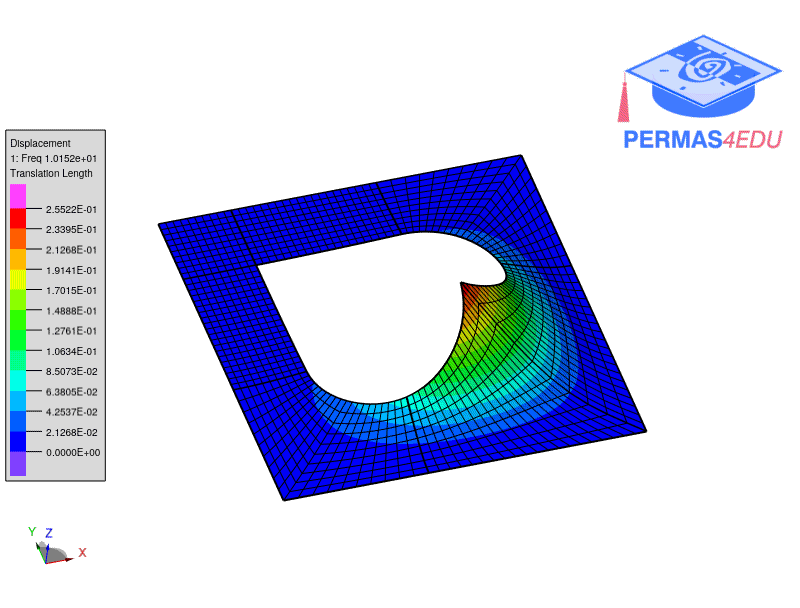 PERMAS4EDU
Displacement
1: Freq 1.0152e+01
Translation Length
2.5522E-01
2.3395E-01
2.1268E-01
1.9141E-01
1.7015E-01
1.4888E-01
1.2761E-01
1.0634E-01
8.5073E-02
6.3805E-02
4.2537E-02
2.1268E-02
0.0000E+00
Y
Z
X